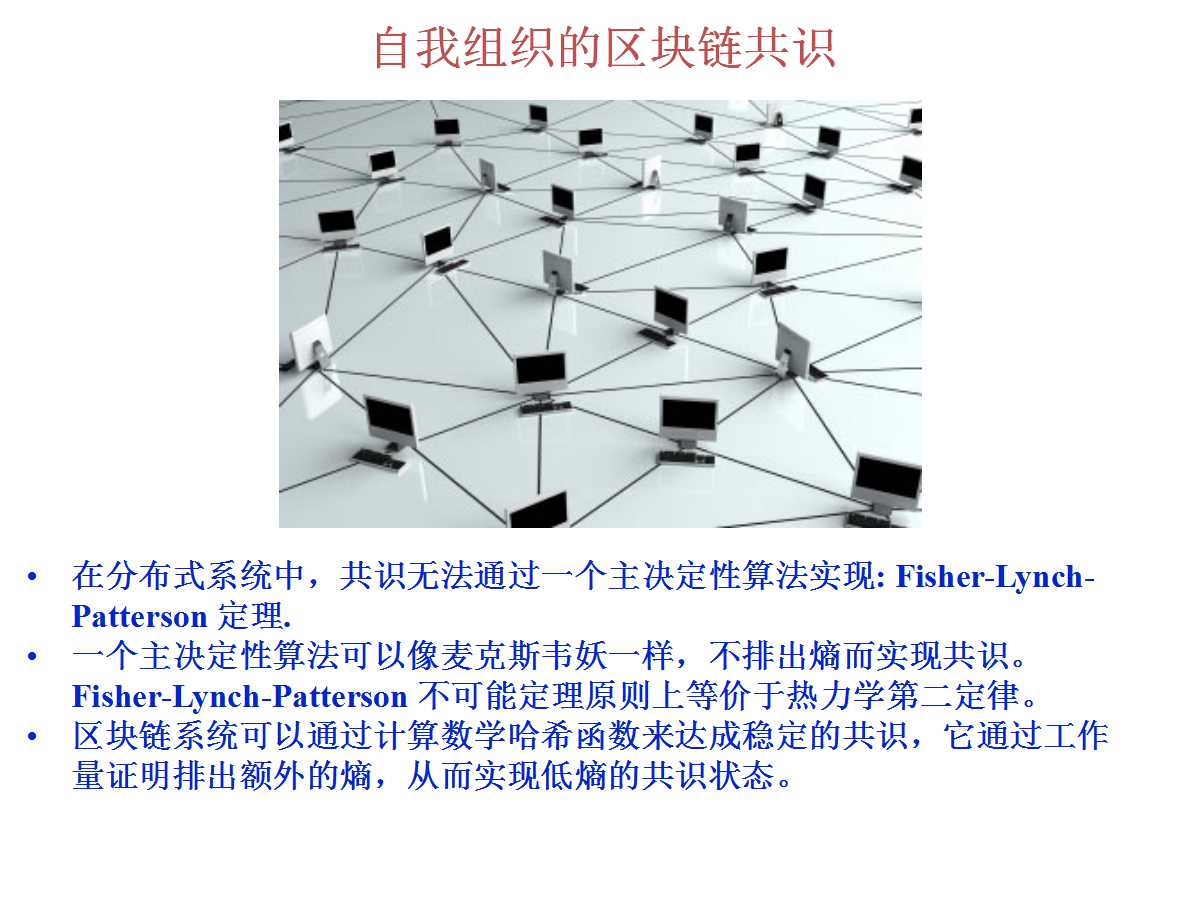 自我组织的区块链共识
• 在分布式系统中，共识无法通过一个主决定性算法实现: Fisher-Lynch-
Patterson 定理.
• 一个主决定性算法可以像麦克斯韦妖一样，不排出熵而实现共识。
Fisher-Lynch-Patterson 不可能定理原则上等价于热力学第二定律。
• 区块链系统可以通过计算数学哈希函数来达成稳定的共识，它通过工作
量证明排出额外的熵，从而实现低熵的共识状态。